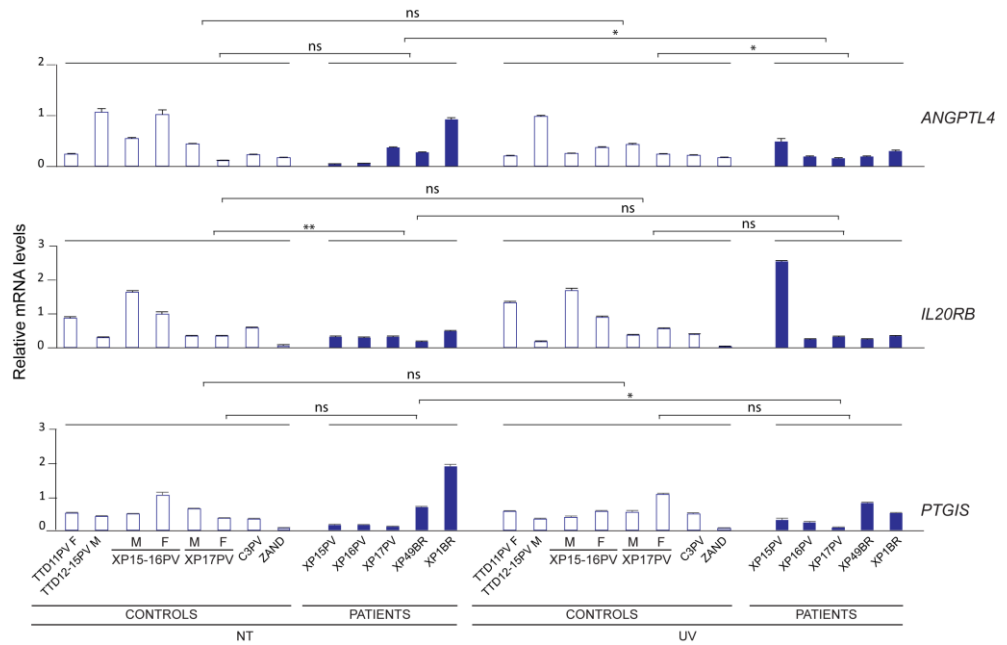 ns
ns
*
*
2
1
0
ANGPTL4
ns
ns
**
ns
3
2
1
0
IL20RB
Relative mRNA levels
ns
ns
*
ns
3
2
1
0
PTGIS
TTD11PV F
TTD12-15PV M
M F
XP15-16PV
M F
XP17PV
C3PV
ZAND
XP15PV
XP16PV
XP17PV
XP49BR
XP1BR
TTD11PV F
TTD12-15PV M
M F
XP15-16PV
M F
XP17PV
C3PV
ZAND
XP15PV
XP16PV
XP17PV
XP49BR
XP1BR
CONTROLS PATIENTS CONTROLS PATIENTS
NT UV